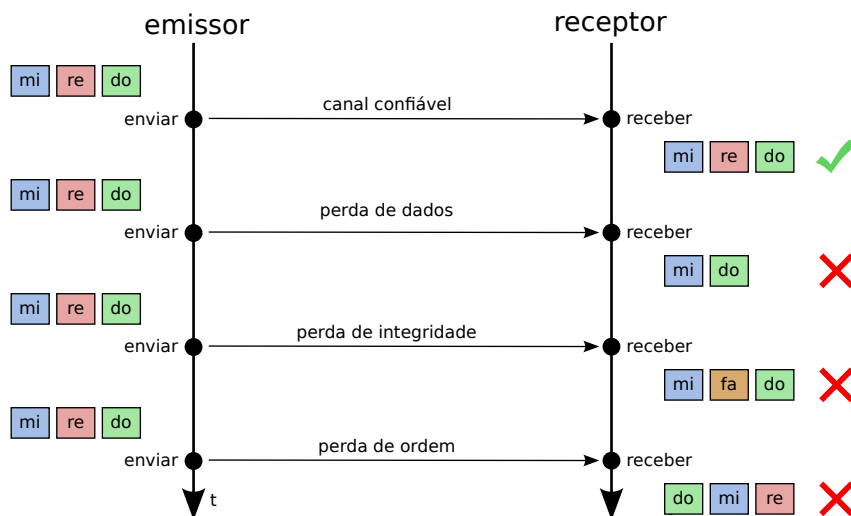 emissor receptor
mi re do
canal confiável
enviar receber
mi re do
mi re do
perda de dados
enviar receber
mi do
mi re do
perda de integridade
enviar receber
mi fa do
mi re do
perda de ordem
enviar receber
do mi re
t